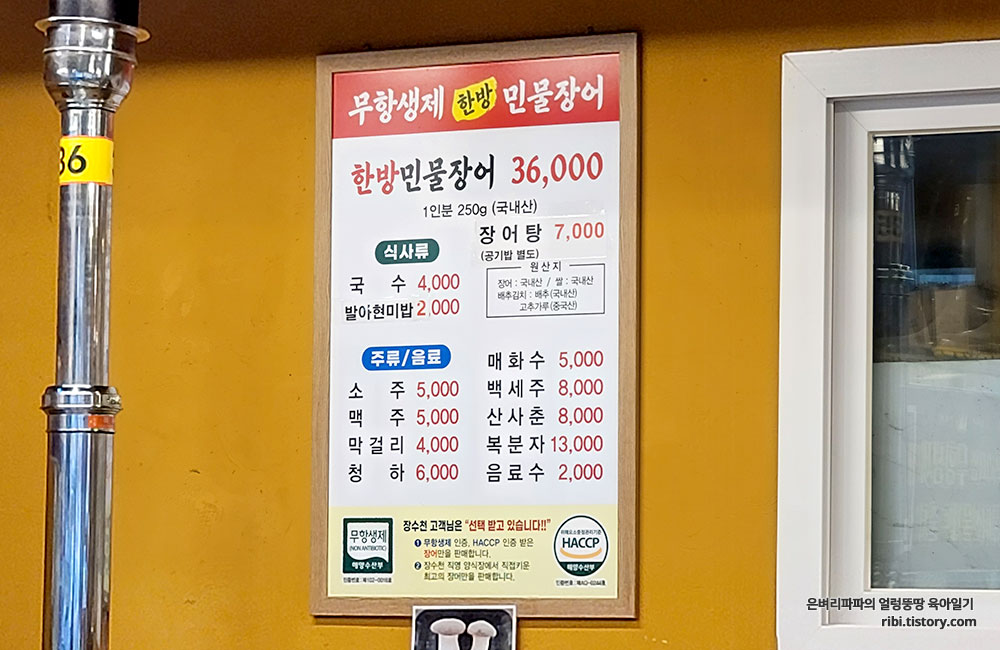 36
무항생제 한방 민물장어
한방민물장어 36,000
1인분 250g (국내산)
장어탕 7,000
(공기밥 별도)
식사류
국수 4,000
발아현미밥 2,000
원산지
장어 : 국내산 / 쌀 : 국내산
배추김치 : 배추(국내산)
고추가루(중국산)
주류/음료
소주 5,000
맥주 5,000
막걸리 4,000
청하 6,000
매화수 5,000
백세주 8,000
산사춘 8,000
복분자 13,000
음료수 2,000
무항생제
(NON ANTIBIOTIC)
해양수산부
장수천 고객님은 "선택 받고 있습니다!!"
① 무항생제 인증, HACCP 인증 받은
장어만을 판매합니다.
② 장수천 직영 양식장에서 직접키운
최고의 장어만을 판매합니다.
HACCP
해양수산부
은벼리파파의 얼렁뚱땅 육아일기
ribi.tistory.com